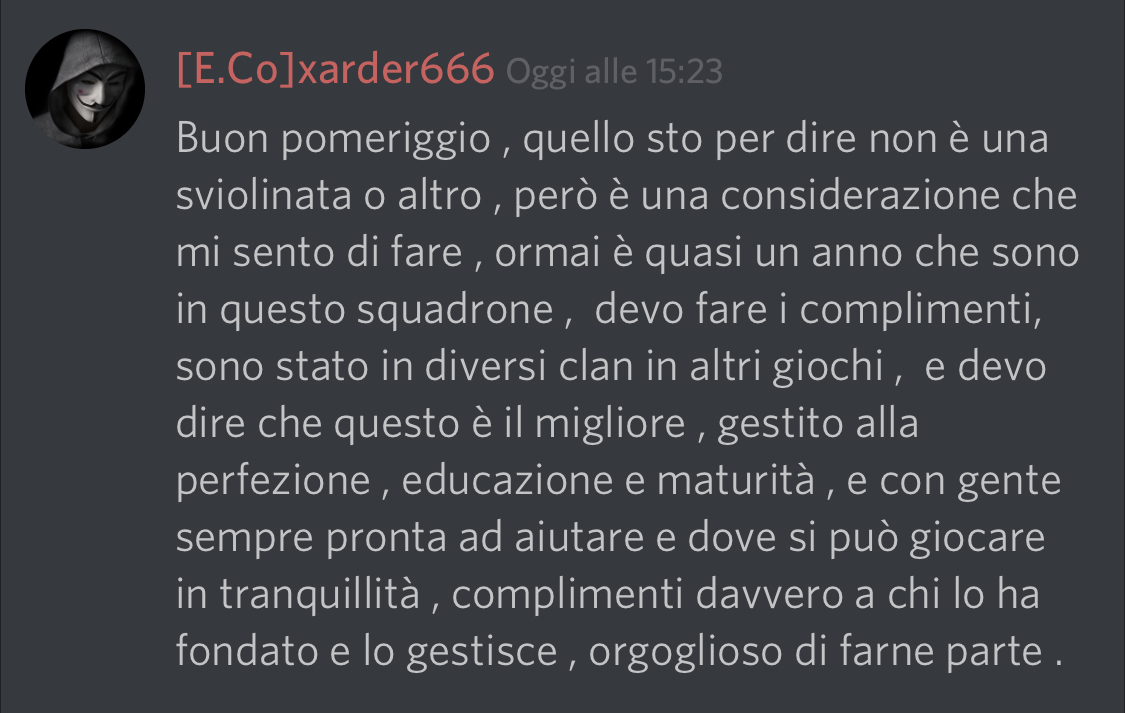 [E.Co]xarder666 Oggi alle 15:23
Buon pomeriggio , quello sto per dire non è una
sviolinata o altro , però è una considerazione che
mi sento di fare , ormai è quasi un anno che sono
in questo squadrone ,  devo fare i complimenti,
sono stato in diversi clan in altri giochi ,  e devo
dire che questo è il migliore , gestito alla
perfezione , educazione e maturità , e con gente
sempre pronta ad aiutare e dove si può giocare
in tranquillità , complimenti davvero a chi lo ha
fondato e lo gestisce , orgoglioso di farne parte .